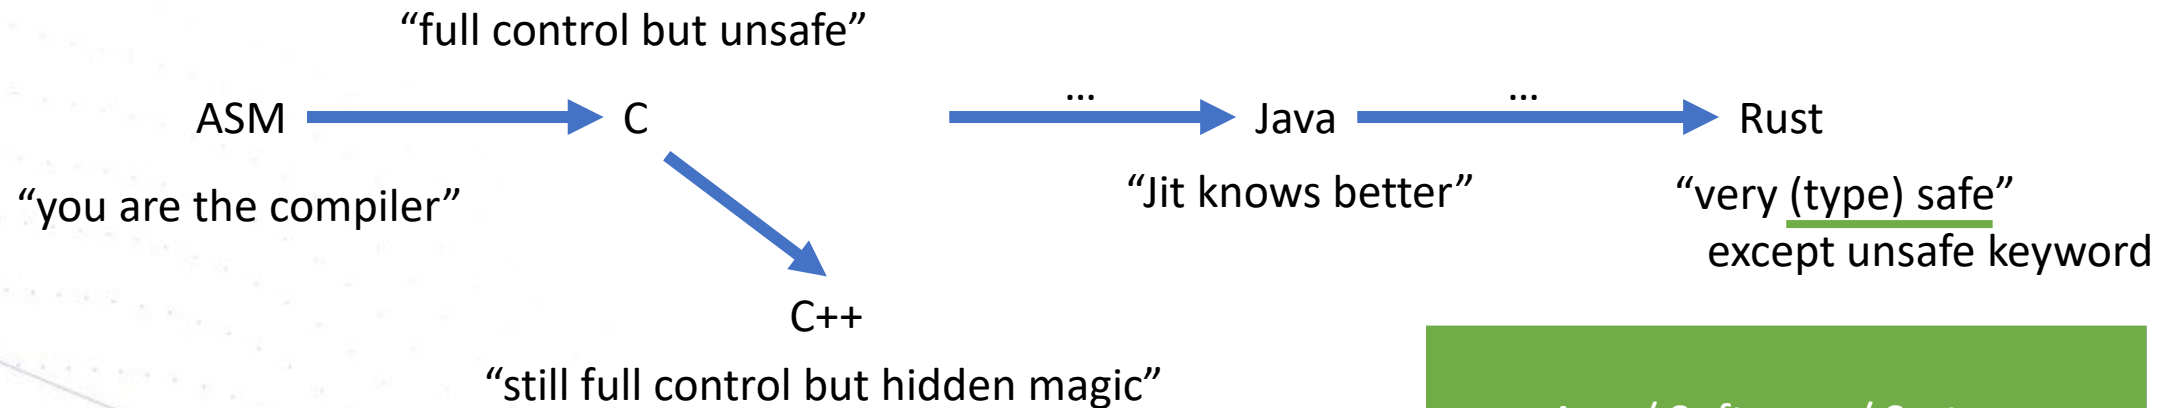 “full control but unsafe”
ASM
C
...
Java
...
Rust
“you are the compiler”
“Jit knows better”
“very (type) safe”
except unsafe keyword
C++
“still full control but hidden magic”